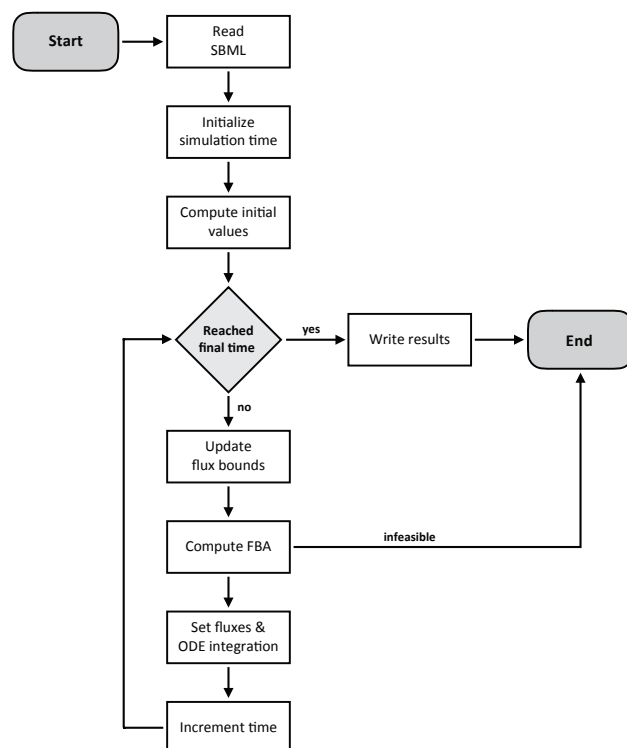 Start
Read
SBML
Initialize
simulation time
Compute initial
values
Reached
final time
yes
Write results
End
no
Update
flux bounds
Compute FBA
infeasible
Set fluxes &
ODE integration
Increment time